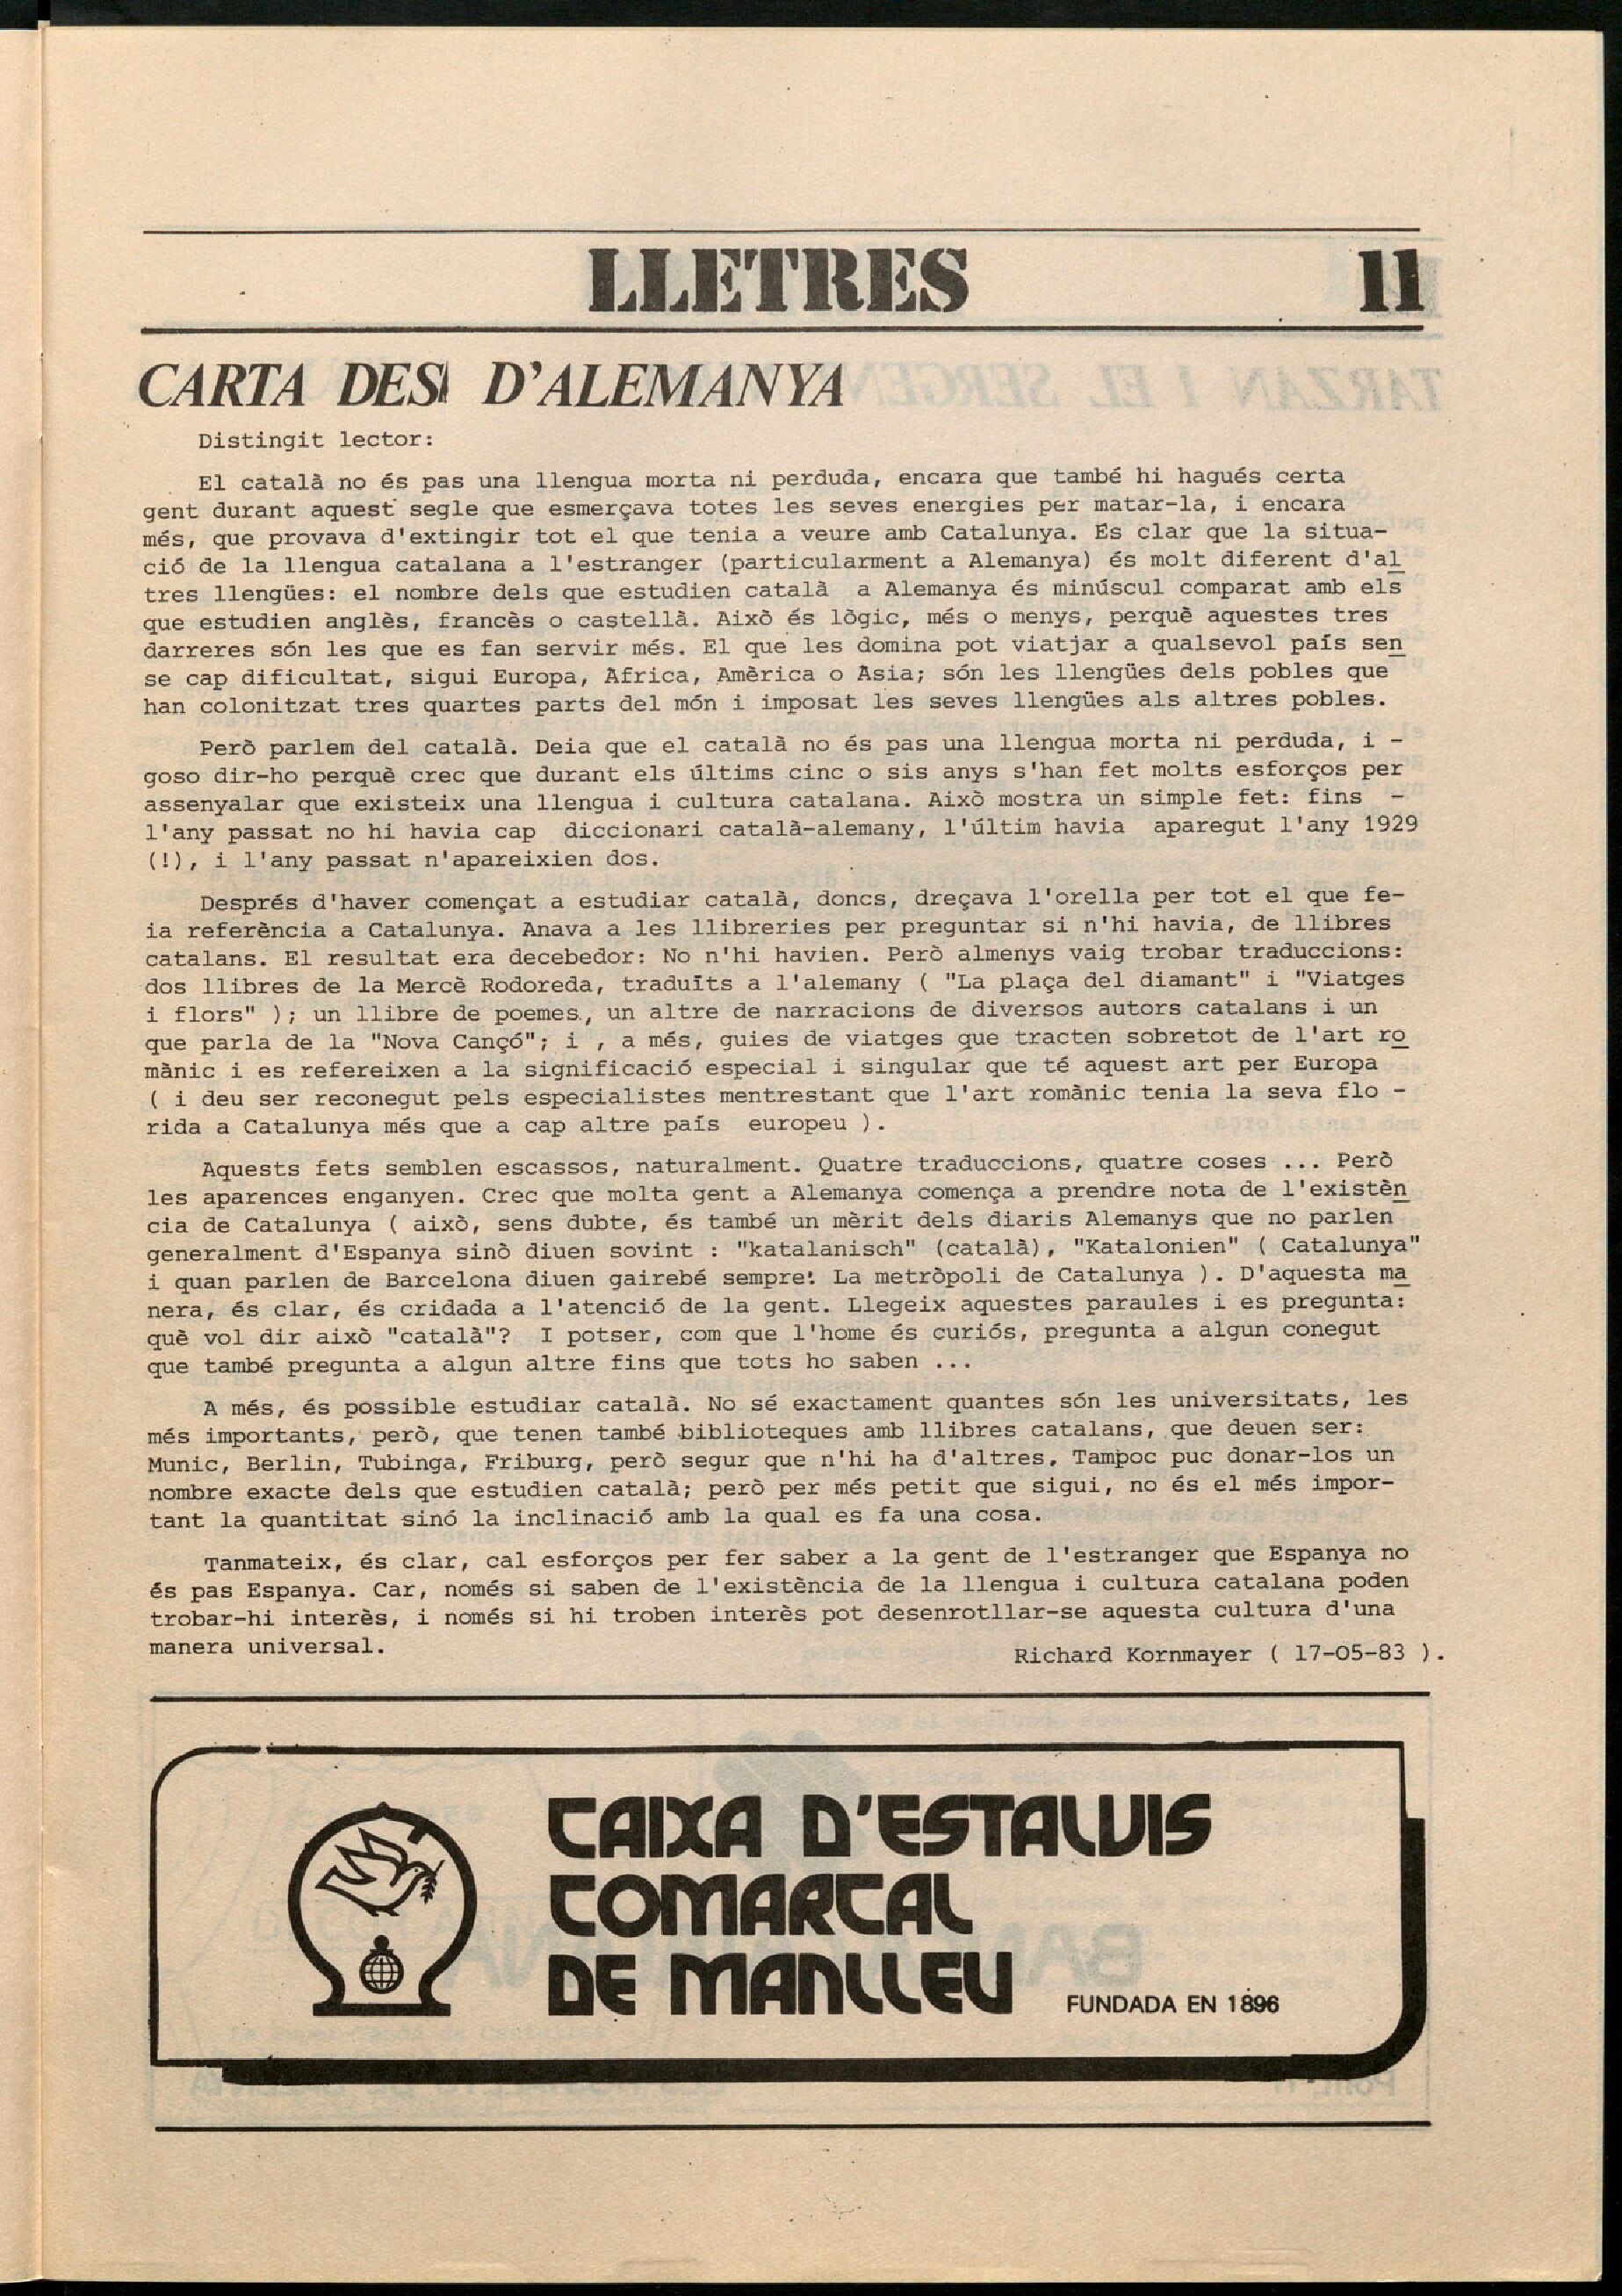 LLETRES 11
CARTA DES D'ALEMANYA
Distingit lector:
El català no és pas una llengua morta ni perduda, encara que també hi hagués certa
gent durant aquest segle que esmerçava totes les seves energies per matar-la, i encara
més, que provava d'extingir tot el que tenia a veure amb Catalunya. Es clar que la situa-
ció de la llengua catalana a l'estranger (particularment a Alemanya) és molt diferent d'al
tres llengües: el nombre dels que estudien català a Alemanya és minúscul comparat amb els
que estudien anglès, francès o castellà. Això és lògic, més o menys, perquè aquestes tres
darreres són les que es fan servir més. El que les domina pot viatjar a qualsevol país sen
se cap dificultat, sigui Europa, Africa, Amèrica o Asia; són les llengües dels pobles que
han colonitzat tres quartes parts del món i imposat les seves llengües als altres pobles.
Però parlem del català. Deia que el català no és pas una llengua morta ni perduda, i -
goso dir-ho perquè crec que durant els últims cinc o sis anys s'han fet molts esforços per
assenyalar que existeix una llengua i cultura catalana. Això mostra un simple fet: fins -
l'any passat no hi havia cap diccionari català-alemany, l'últim havia aparegut l'any 1929
(!), i l'any passat n'apareixien dos.
Després d'haver començat a estudiar català, doncs, dreçava l'orella per tot el que fe-
ia referència a Catalunya. Anava a les llibreries per preguntar si n'hi havia, de llibres
catalans. El resultat era decebedor: No n'hi havien. Però almenys vaig trobar traduccions:
dos llibres de la Mercè Rodoreda, traduïts a l'alemany ( "La plaça del diamant" i "Viatges
i flors" ); un llibre de poemes, un altre de narracions de diversos autors catalans i un
que parla de la "Nova Cançó"; i , a més, guies de viatges que tracten sobretot de l'art ro
mànic i es refereixen a la significació especial i singular que té aquest art per Europa
( i deu ser reconegut pels especialistes mentrestant que l'art romànic tenia la seva flo -
rida a Catalunya més que a cap altre país europeu ).
Aquests fets semblen escassos, naturalment. Quatre traduccions, quatre coses ... Però
les aparences enganyen. Crec que molta gent a Alemanya comença a prendre nota de l'existèn
cia de Catalunya ( això, sens dubte, és també un mèrit dels diaris Alemanys que no parlen
generalment d'Espanya sinò diuen sovint : "katalanisch" (català), "Katalonien" ( Catalunya"
i quan parlen de Barcelona diuen gairebé sempre: La metròpoli de Catalunya ). D'aquesta ma
nera, és clar, és cridada a l'atenció de la gent. Llegeix aquestes paraules i es pregunta:
què vol dir això "català"? I potser, com que l'home és curiós, pregunta a algun conegut
que també pregunta a algun altre fins que tots ho saben ...
A més, és possible estudiar català. No sé exactament quantes són les universitats, les
més importants, però, que tenen també biblioteques amb llibres catalans, que deuen ser:
Munic, Berlin, Tubinga, Friburg, però segur que n'hi ha d'altres. Tampoc puc donar-los un
nombre exacte dels que estudien català; però per més petit que sigui, no és el més impor-
tant la quantitat sinó la inclinació amb la qual es fa una cosa.
Tanmateix, és clar, cal esforços per fer saber a la gent de l'estranger que Espanya no
és pas Espanya. Car, només si saben de l'existència de la llengua i cultura catalana poden
trobar-hi interès, i només si hi troben interès pot desenrotllar-se aquesta cultura d'una
manera universal.
Richard Kornmayer ( 17-05-83 ).
CAIXA D'ESTALVIS
COMARCAL
DE MANLLEU
FUNDADA EN 1896